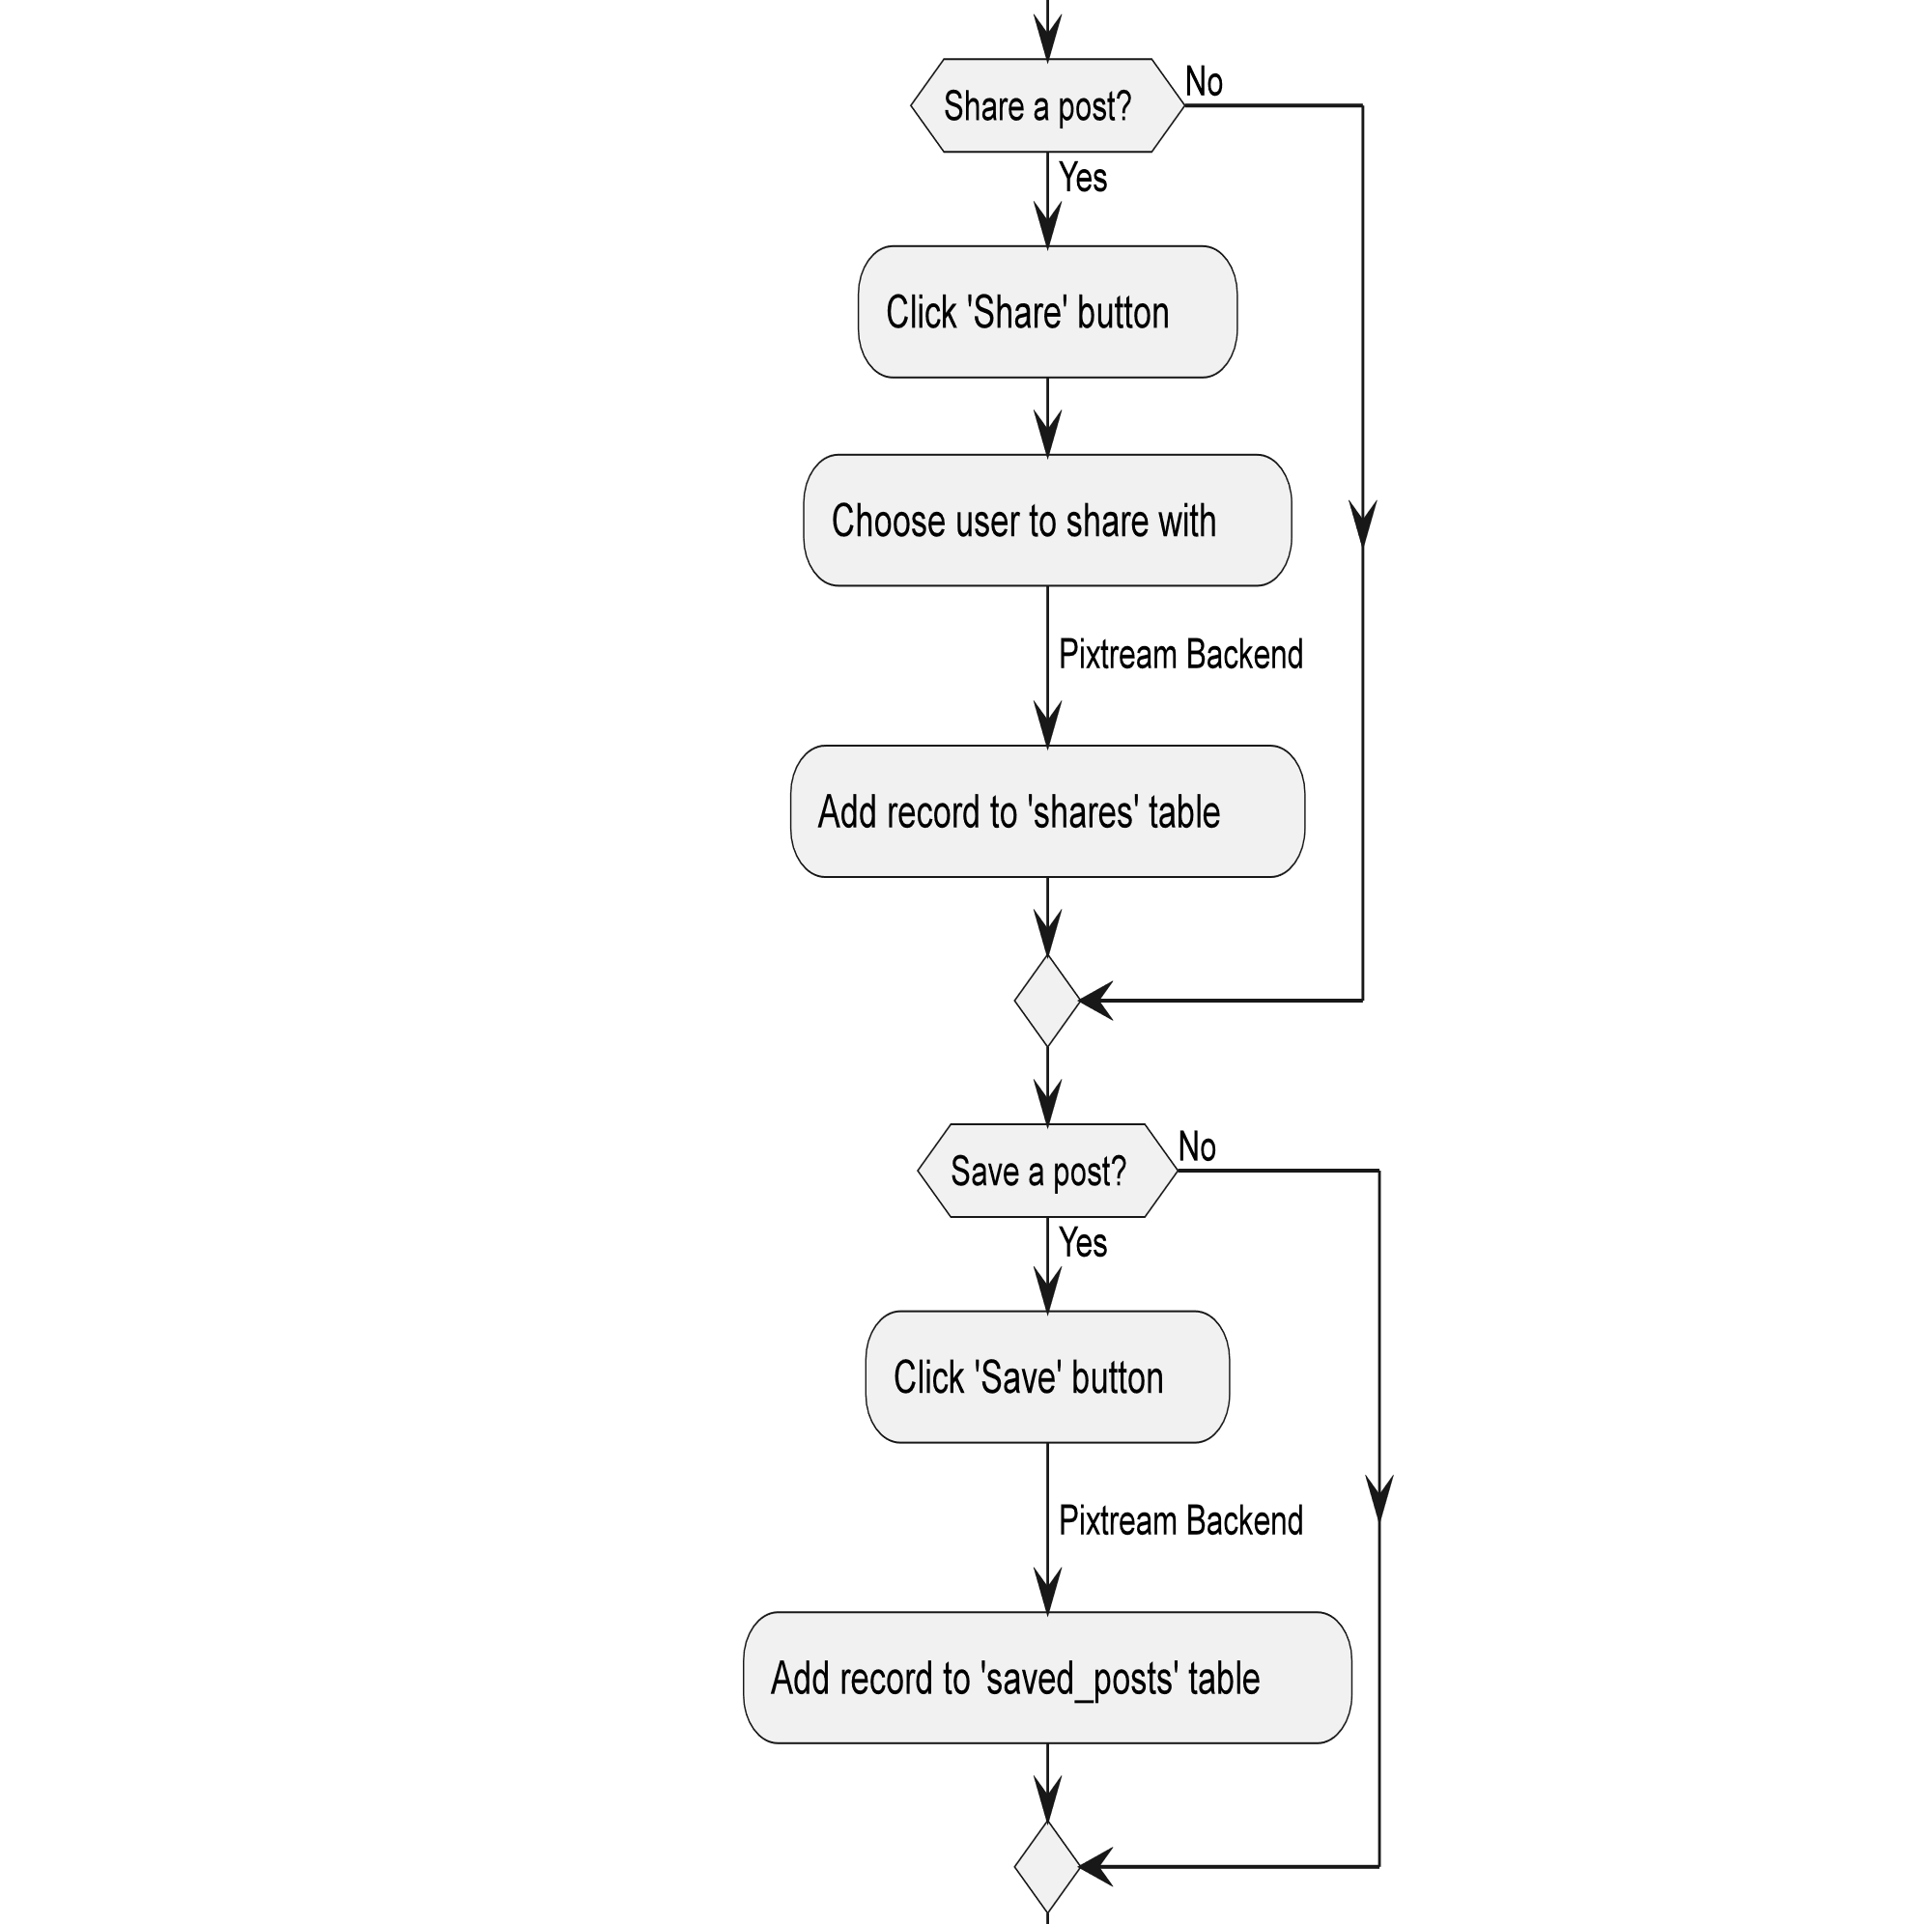 Share a post?
No
Yes
Click 'Share' button
Choose user to share with
Pixtream Backend
Add record to 'shares' table
Save a post?
No
Yes
Click 'Save' button
Pixtream Backend
Add record to 'saved_posts' table